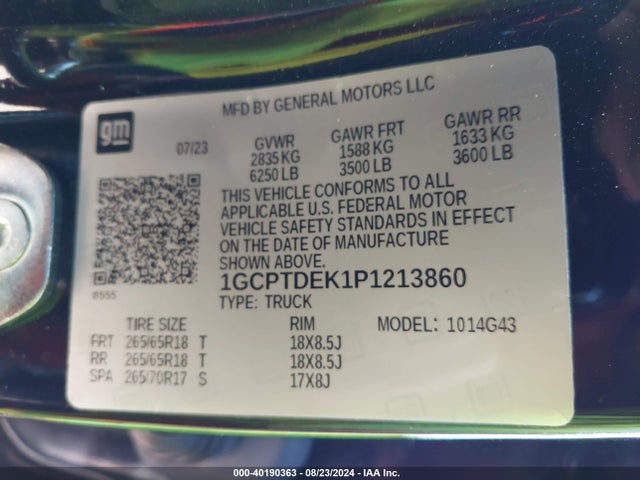 MFD BY GENERAL MOTORS LLC
gm
07/23 GVWR GAWR FRT GAWR RR
2835 KG 1588 KG 1633 KG
6250 LB 3500 LB 3600 LB
THIS VEHICLE CONFORMS TO ALL
APPLICABLE U.S. FEDERAL MOTOR
VEHICLE SAFETY STANDARDS IN EFFECT
ON THE DATE OF MANUFACTURE
SHOWN ABOVE.
8555
1GCPTDEK1P1213860
TYPE: TRUCK
TIRE SIZE RIM MODEL: 1014G43
FRT 265/65R18 T 18X8.5J
RR 265/65R18 T 18X8.5J
SPA 265/70R17 S 17X8J
000-40190363 - 08/23/2024 - IAA Inc.